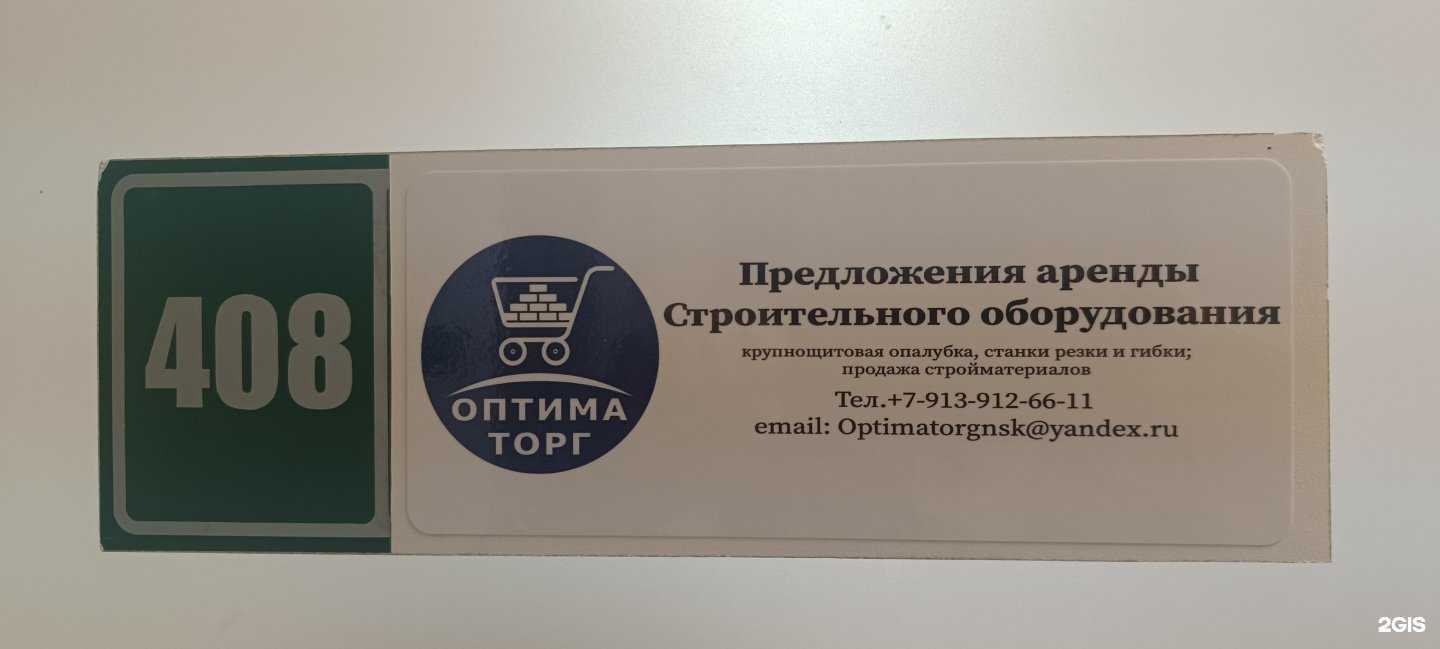 408
ОПТИМА
ТОРГ
Предложения аренды
Строительного оборудования
крупнощитовая опалубка, станки резки и гибки;
продажа стройматериалов
Тел.+7-913-912-66-11
email: Optimatorgnsk@yandex.ru
2GIS